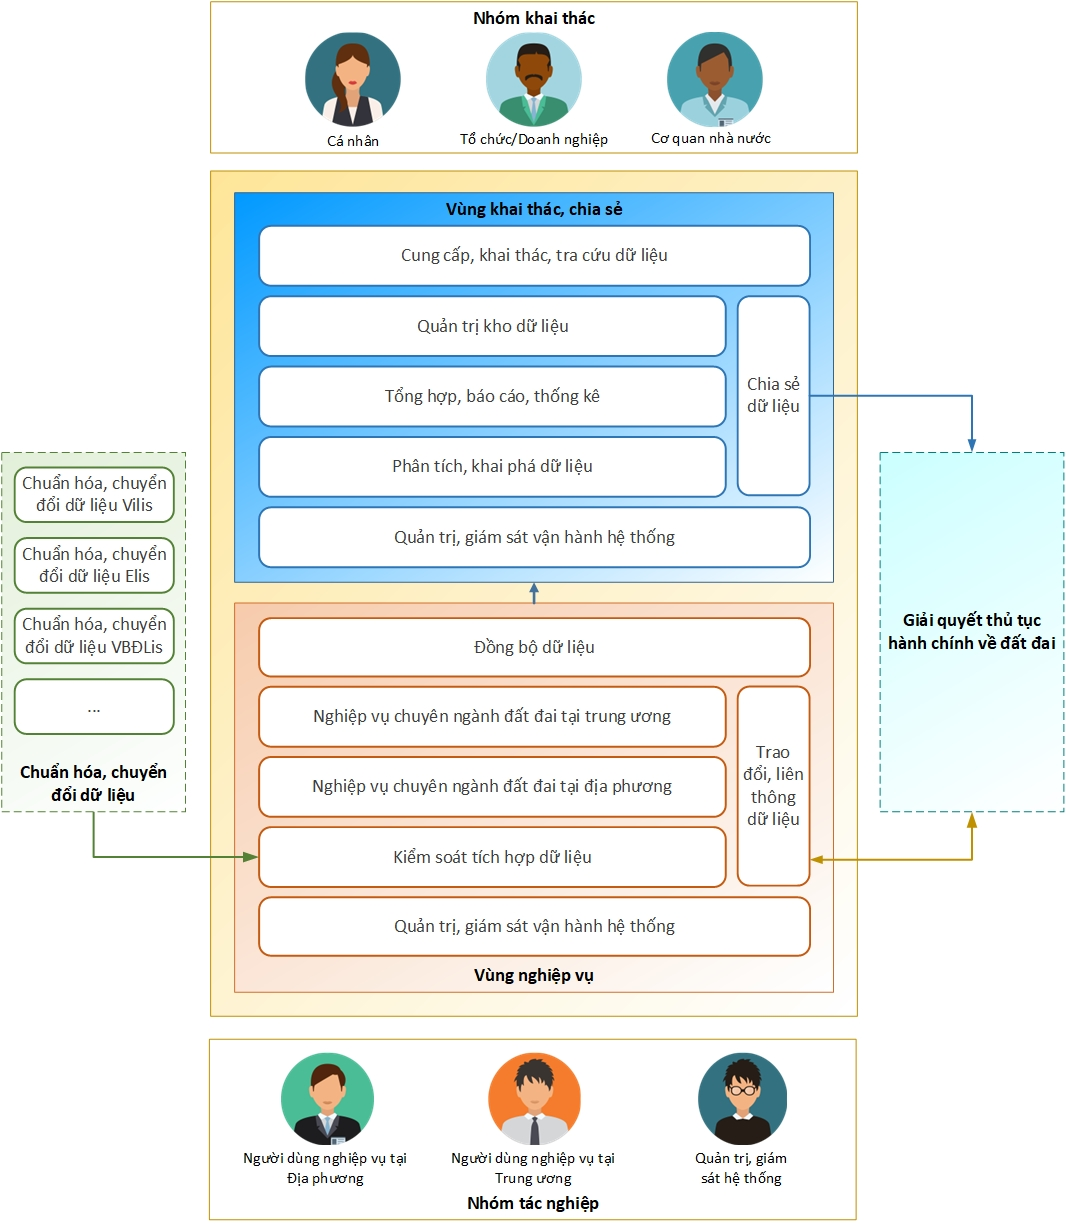 Nhóm khai thác
Cá nhân
Tổ chức/Doanh nghiệp
Cơ quan nhà nước
Vùng khai thác, chia sẻ
Cung cấp, khai thác, tra cứu dữ liệu
Quản trị kho dữ liệu
Tổng hợp, báo cáo, thống kê
Phân tích, khai phá dữ liệu
Chia sẻ
dữ liệu
Quản trị, giám sát vận hành hệ thống
Chuẩn hóa, chuyển
đổi dữ liệu Vilis
Chuẩn hóa, chuyển
đổi dữ liệu Elis
Chuẩn hóa, chuyển
đổi dữ liệu VBĐLis
...
Chuẩn hóa, chuyển
đổi dữ liệu
Giải quyết thủ tục
hành chính về đất đai
Đồng bộ dữ liệu
Nghiệp vụ chuyên ngành đất đai tại trung ương
Nghiệp vụ chuyên ngành đất đai tại địa phương
Kiểm soát tích hợp dữ liệu
Trao
đổi, liên
thông
dữ liệu
Quản trị, giám sát vận hành hệ thống
Vùng nghiệp vụ
Người dùng nghiệp vụ tại
Địa phương
Người dùng nghiệp vụ tại
Trung ương
Quản trị, giám
sát hệ thống
Nhóm tác nghiệp